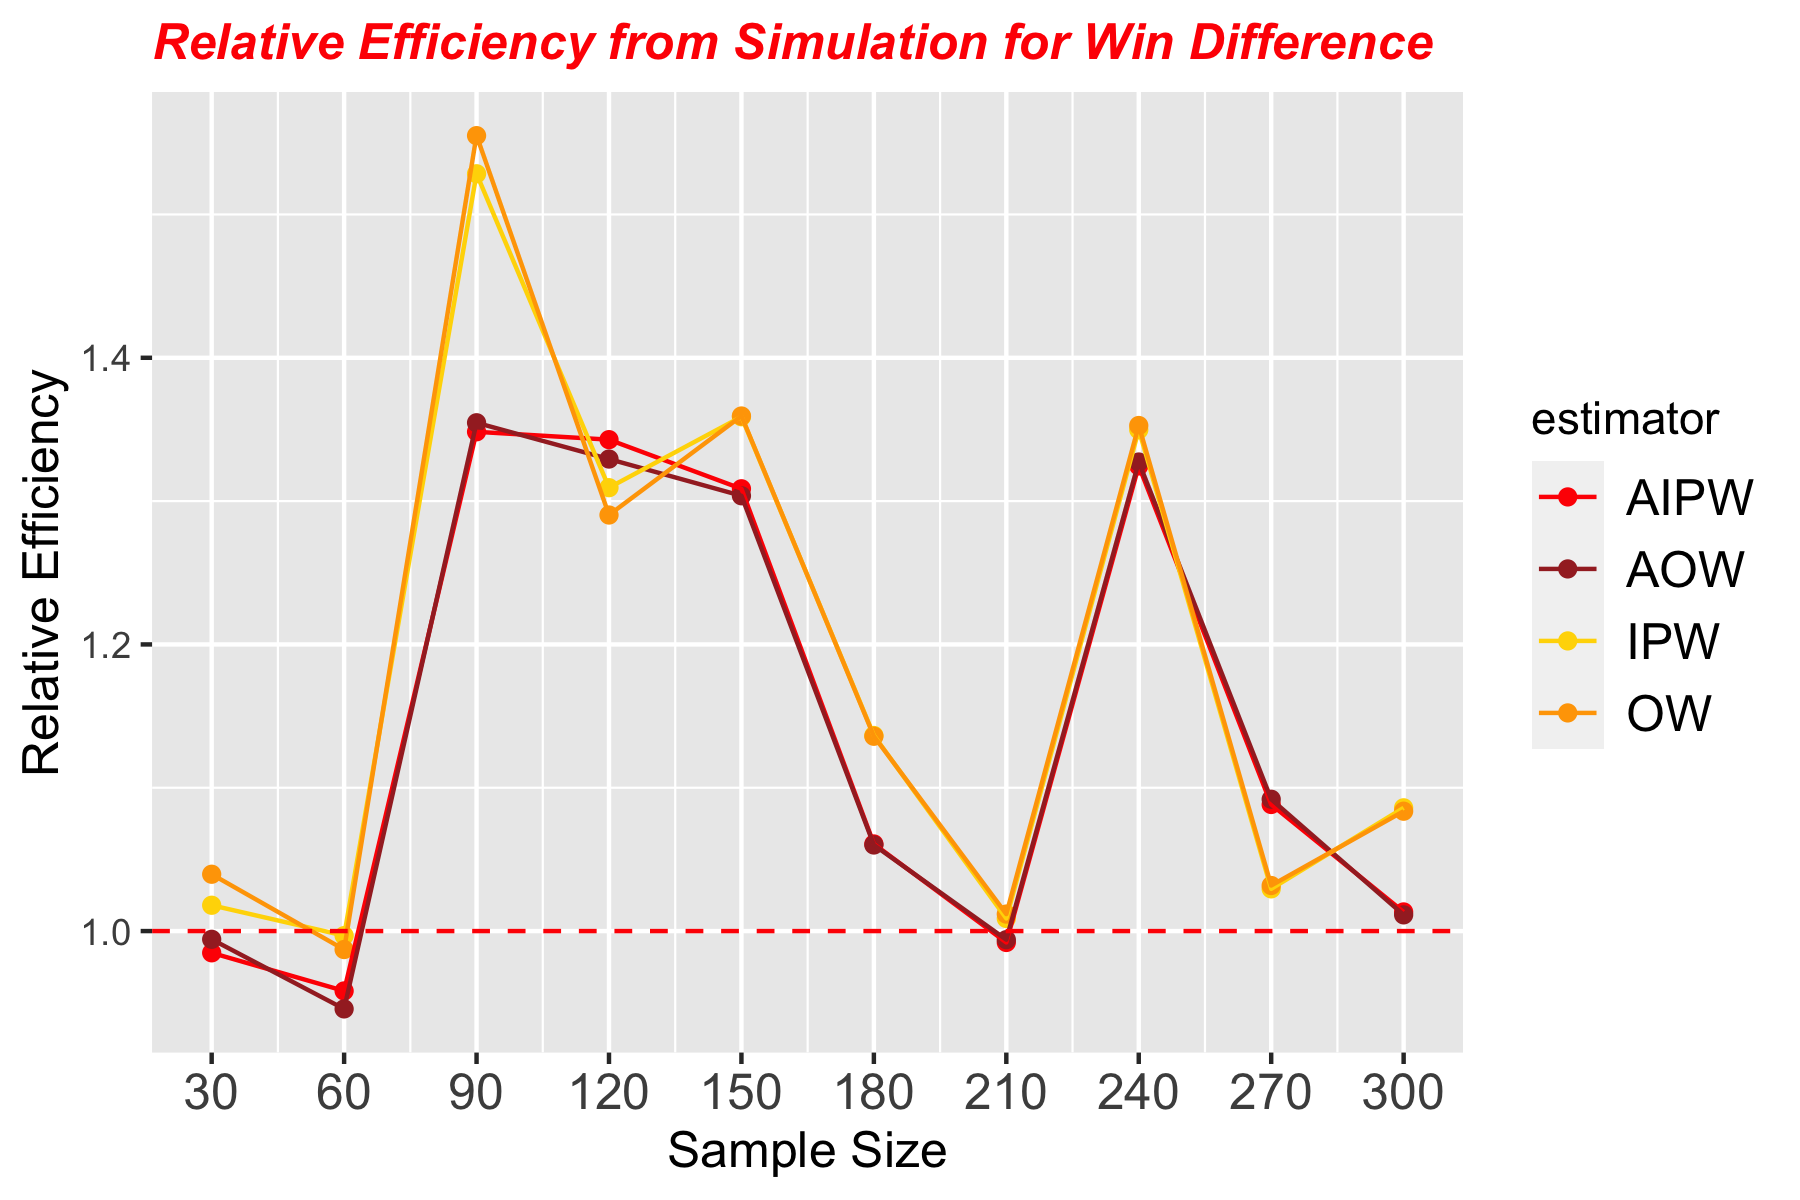 Relative Efficiency from Simulation for Win Difference
Relative Efficiency
1.4
1.2
1.0
30 60 90 120 150 180 210 240 270 300
Sample Size
estimator
AIPW
AOW
IPW
OW